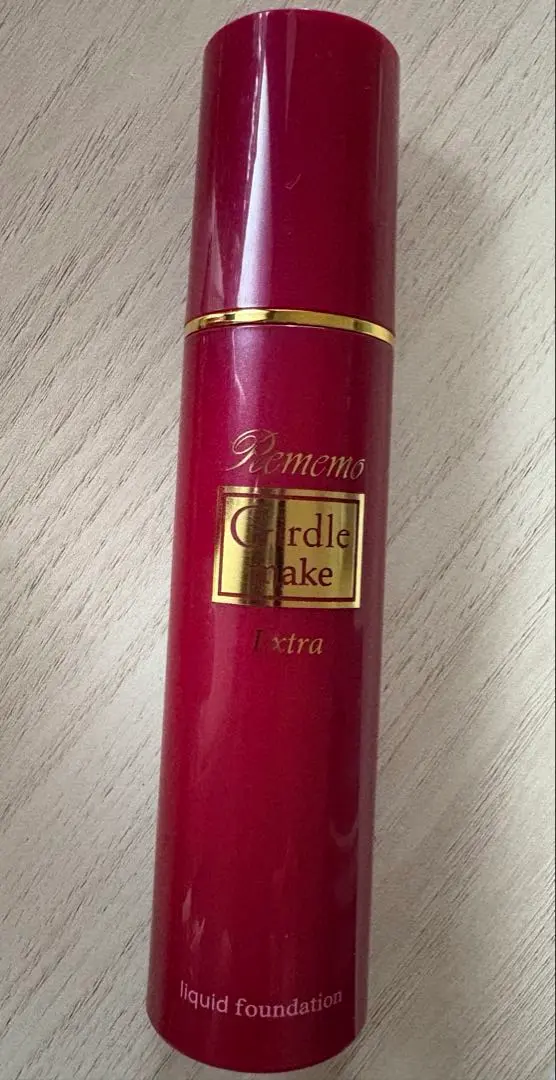 Rememo
Girdle
make
Extra
liquid foundation